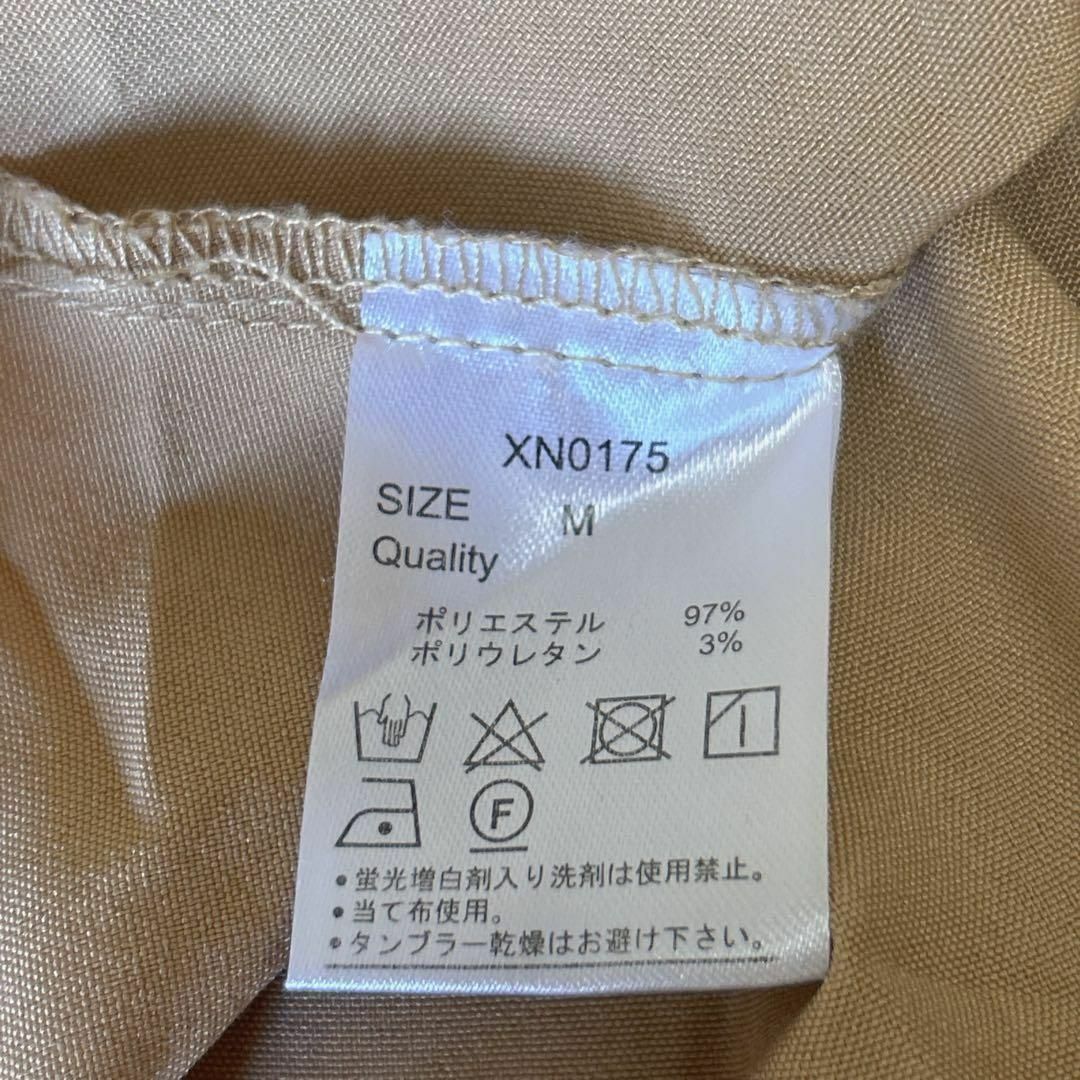 XN0175
SIZE M
Quality
ポリエステル 97%
ポリウレタン 3%
F
•蛍光増白剤入り洗剤は使用禁止。
•当て布使用。
•タンブラー乾燥はお避け下さい。